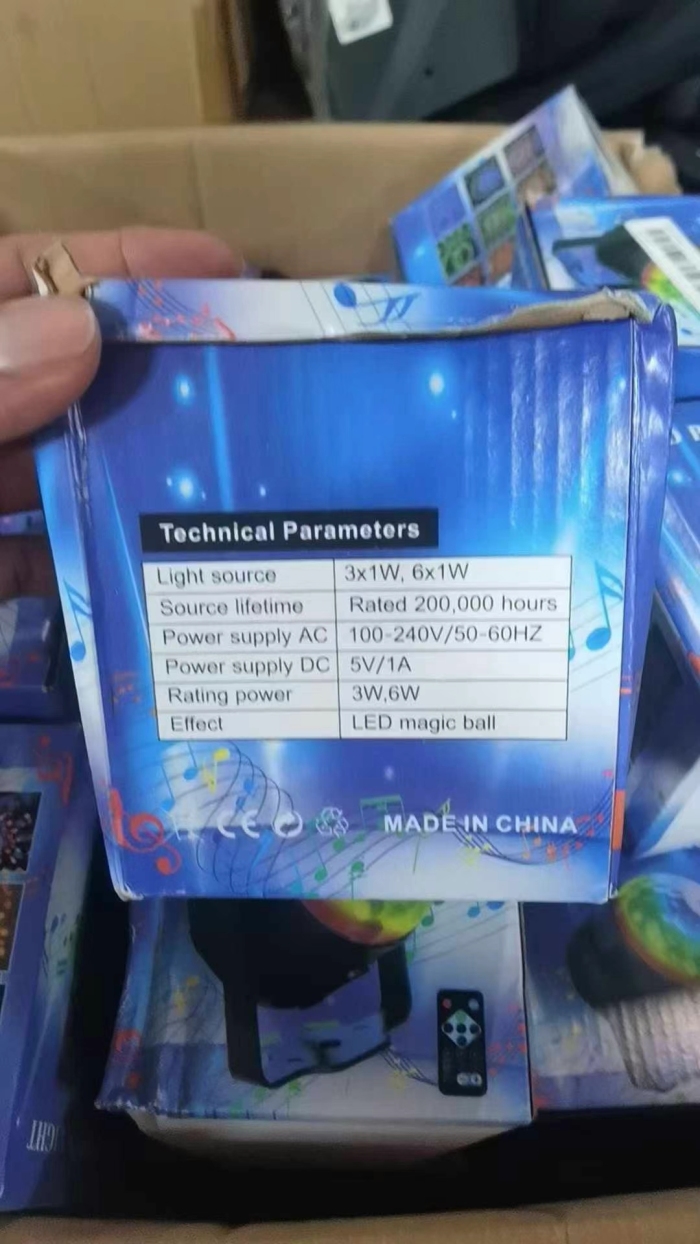 Technical Parameters
Light source 3x1W, 6x1W
Source lifetime Rated 200,000 hours
Power supply AC 100-240V/50-60HZ
Power supply DC 5V/1A
Rating power 3W,6W
Effect LED magic ball
CE
MADE IN CHINA